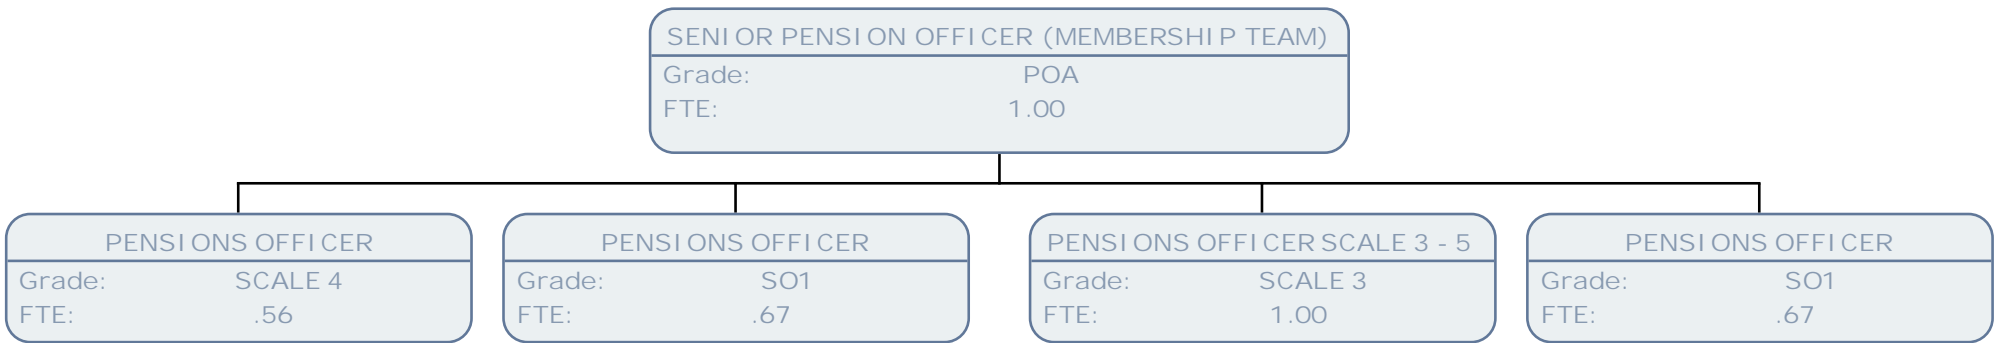 SENIOR PENSION OFFICER (MEMBERSHIP TEAM)
Grade: POA
FTE: 1.00
PENSIONS OFFICER
Grade: SCALE 4
FTE: .56
PENSIONS OFFICER
Grade: SO1
FTE: .67
PENSIONS OFFICER SCALE 3 - 5
Grade: SCALE 3
FTE: 1.00
PENSIONS OFFICER
Grade: SO1
FTE: .67